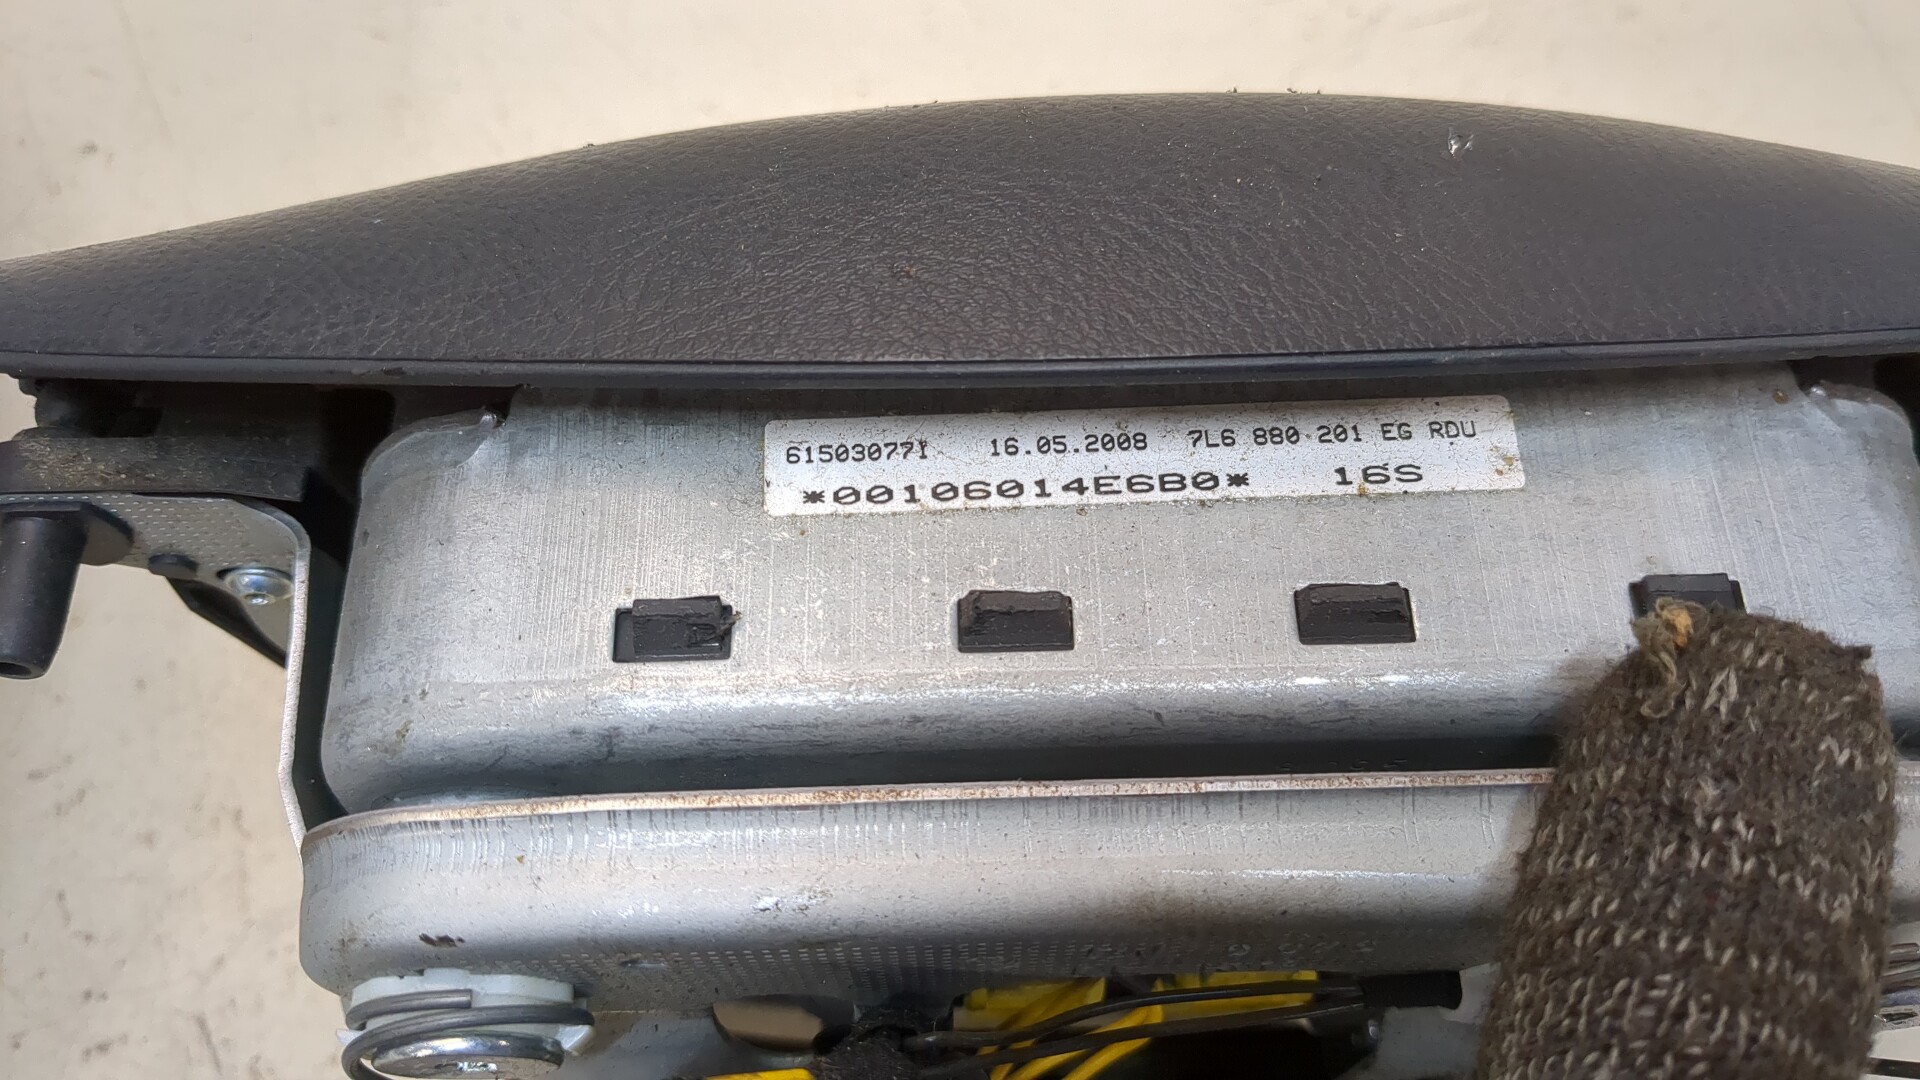 61503077I 16.05.2008 7L6 880 201 EG RDU
*00106014E6B0* 16S